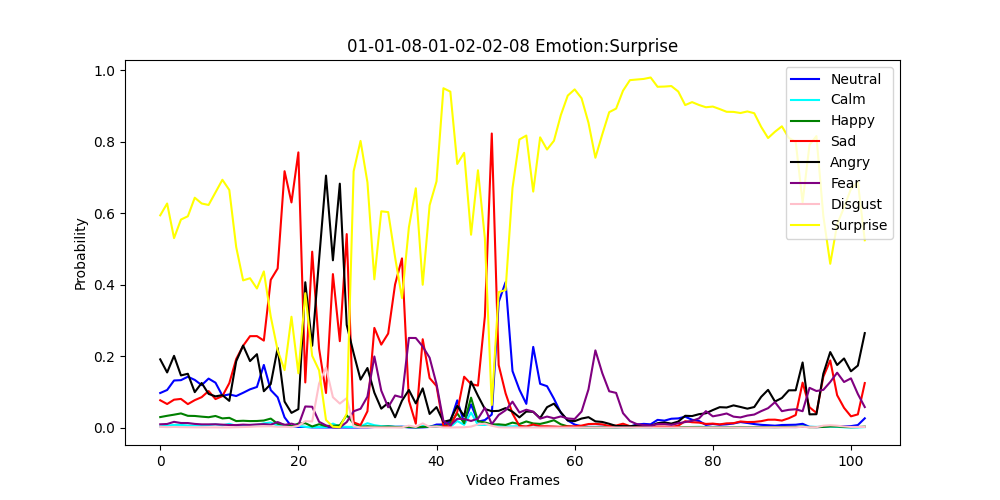 01-01-08-01-02-02-08 Emotion:Surprise
1.0
0.8
0.6
0.4
0.2
0.0
Probability
0
20
40
60
80
100
Video Frames
Neutral
Calm
Happy
Sad
Angry
Fear
Disgust
Surprise